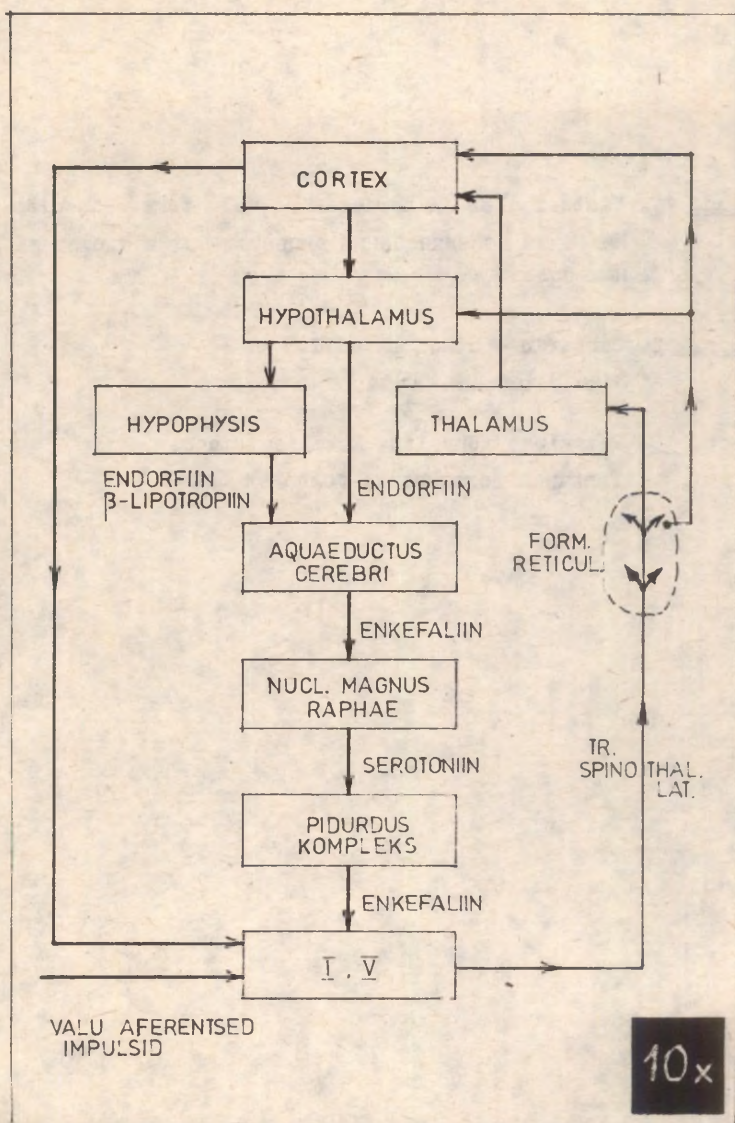 CORTEX
HYPOTHALAMUS
HYPOPHYSIS
THALAMUS
ENDORFIIN
β-LIPOTROPIIN
ENDORFIIN
AQUAEDUCTUS
CEREBRI
FORM.
RETICUL.
ENKEFALIIN
NUCL. MAGNUS
RAPHAE
SEROTONIIN
TR.
SPINOTHAL.
LAT.
PIDURDUS
KOMPLEKS
ENKEFALIIN
I, V
VALU AFERENTSED
IMPULSID
10x